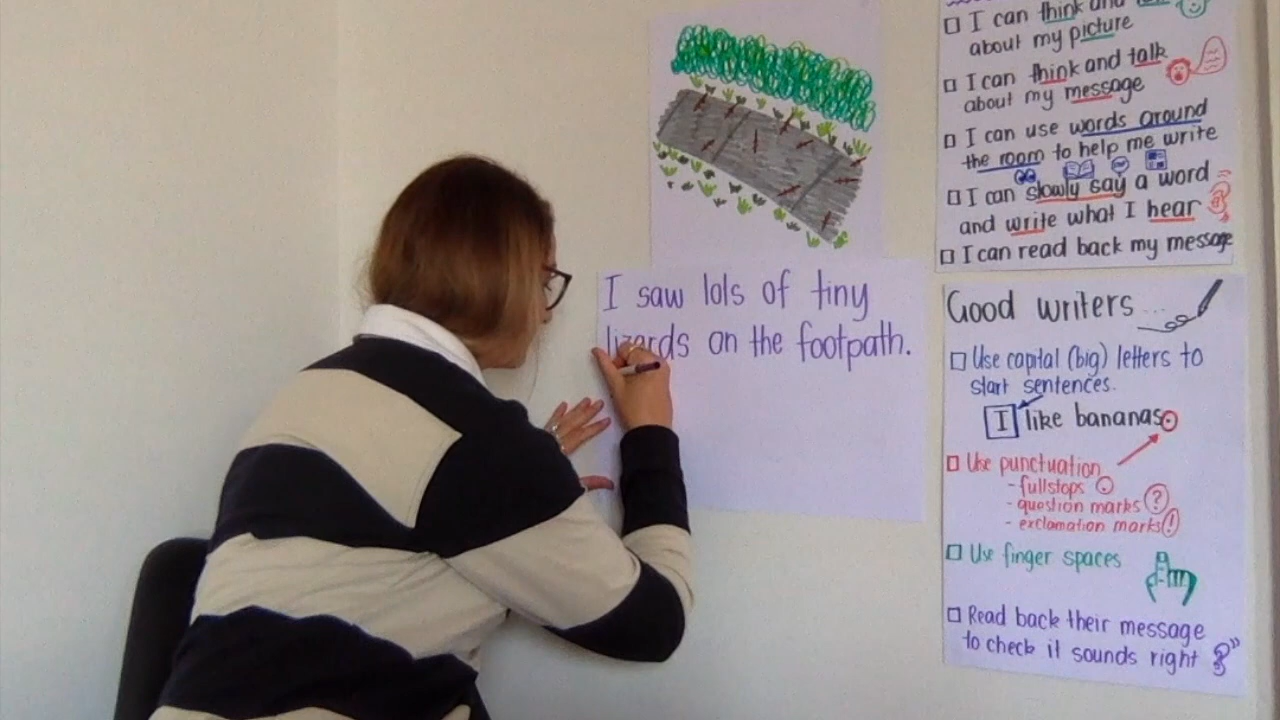 I saw lots of tiny
lizards on the footpath.
I can think and
about my picture
I can think and talk
about my message
I can use words around
the room to help me write
I can slowly say a word
and write what I hear
I can read back my message
Good writers...
Use capital (big) letters to
start sentences.
I like bananas.
Use punctuation
- fullstops .
- question marks ?
- exclamation marks !
Use finger spaces
Read back their message
to check it sounds right